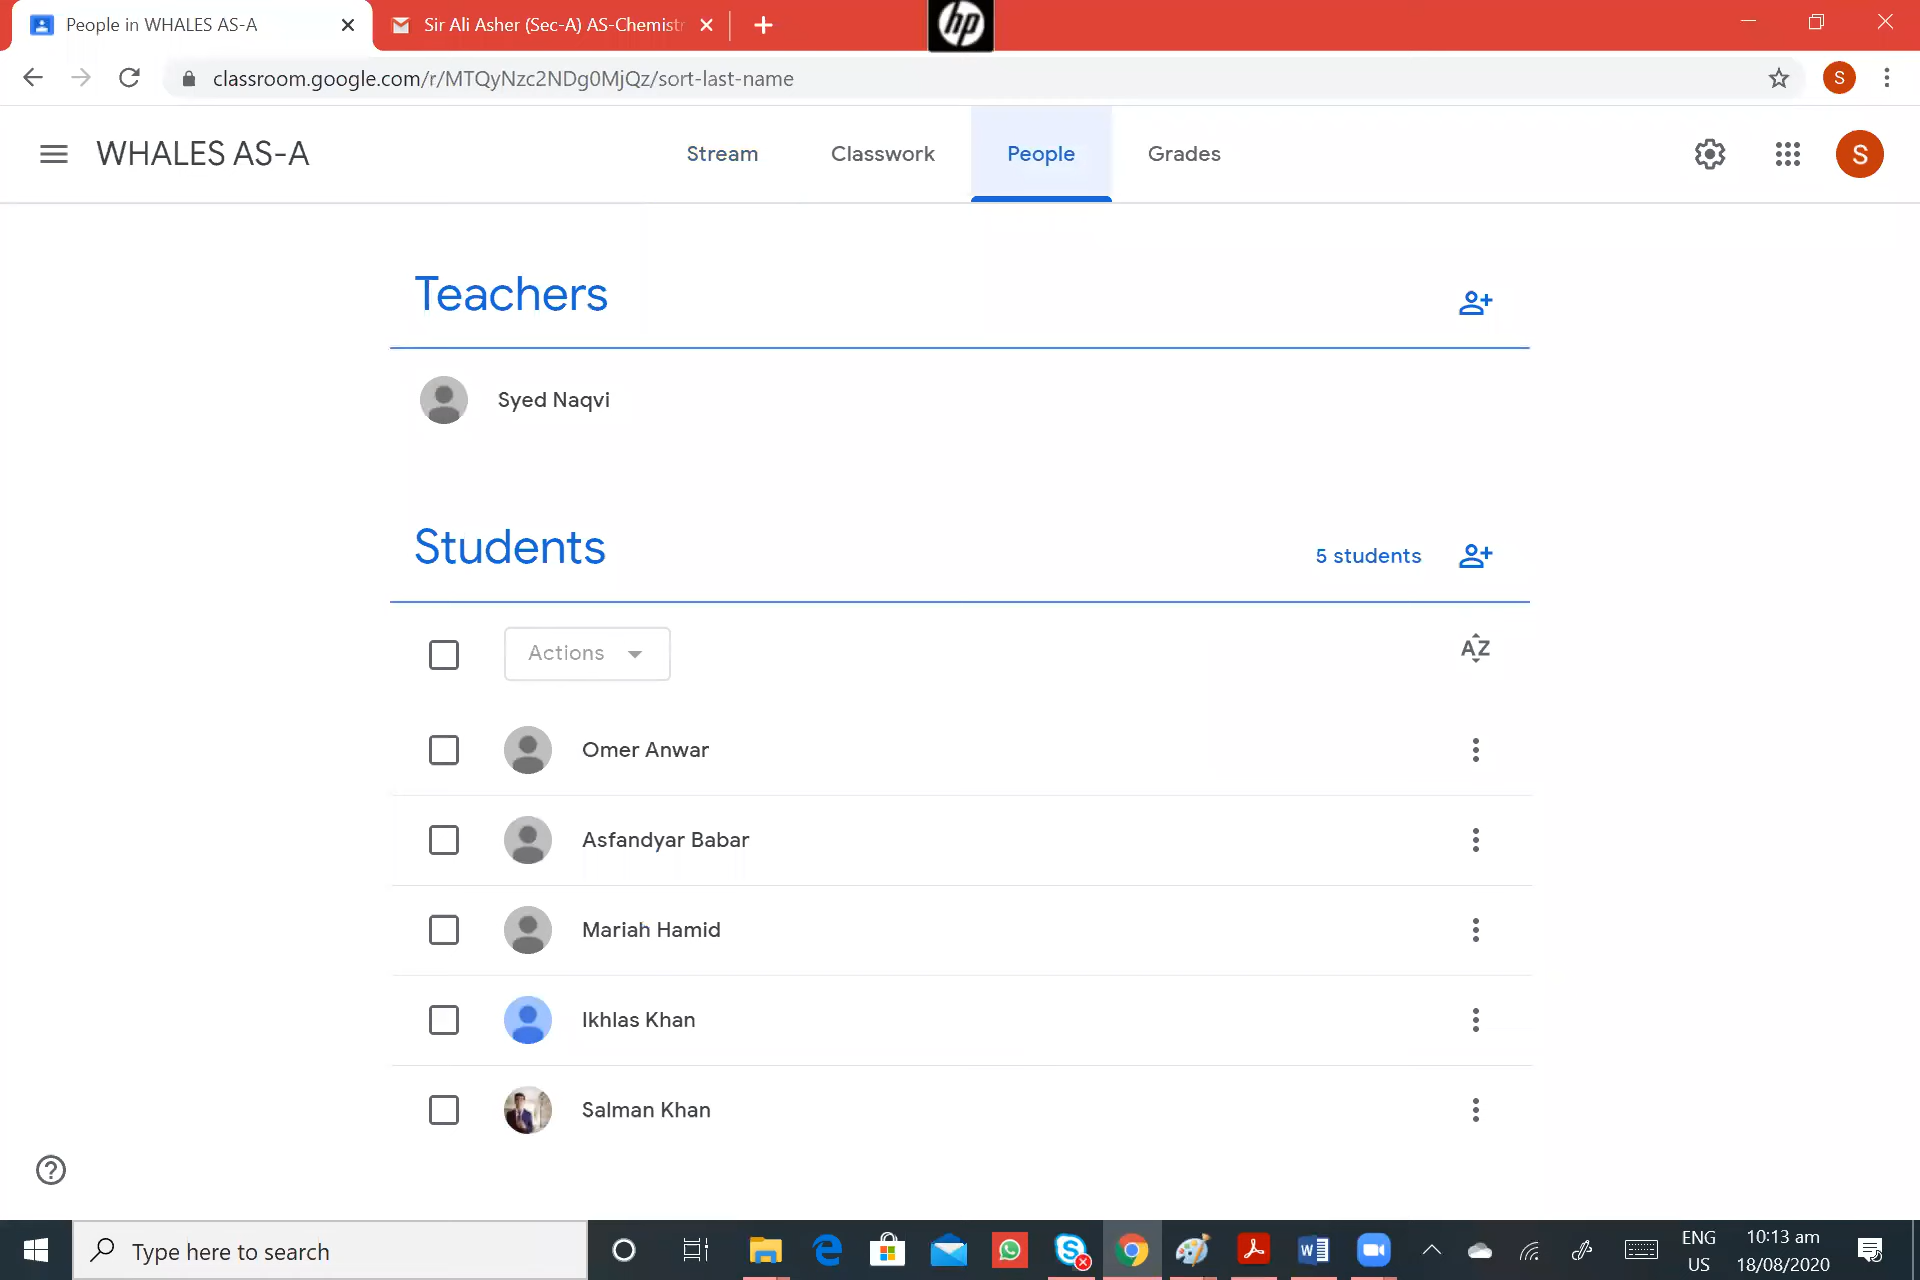 People in WHALES AS-A
Sir Ali Asher (Sec-A) AS-Chemist
hp
classroom.google.com/r/MTQyNzc2NDg0MjQz/sort-last-name
S
WHALES AS-A
Stream
Classwork
People
Grades
S
Teachers
Syed Naqvi
Students
5 students
Actions
AZ
Omer Anwar
Asfandyar Babar
Mariah Hamid
Ikhlas Khan
Salman Khan
Type here to search
ENG
US
10:13 am
18/08/2020